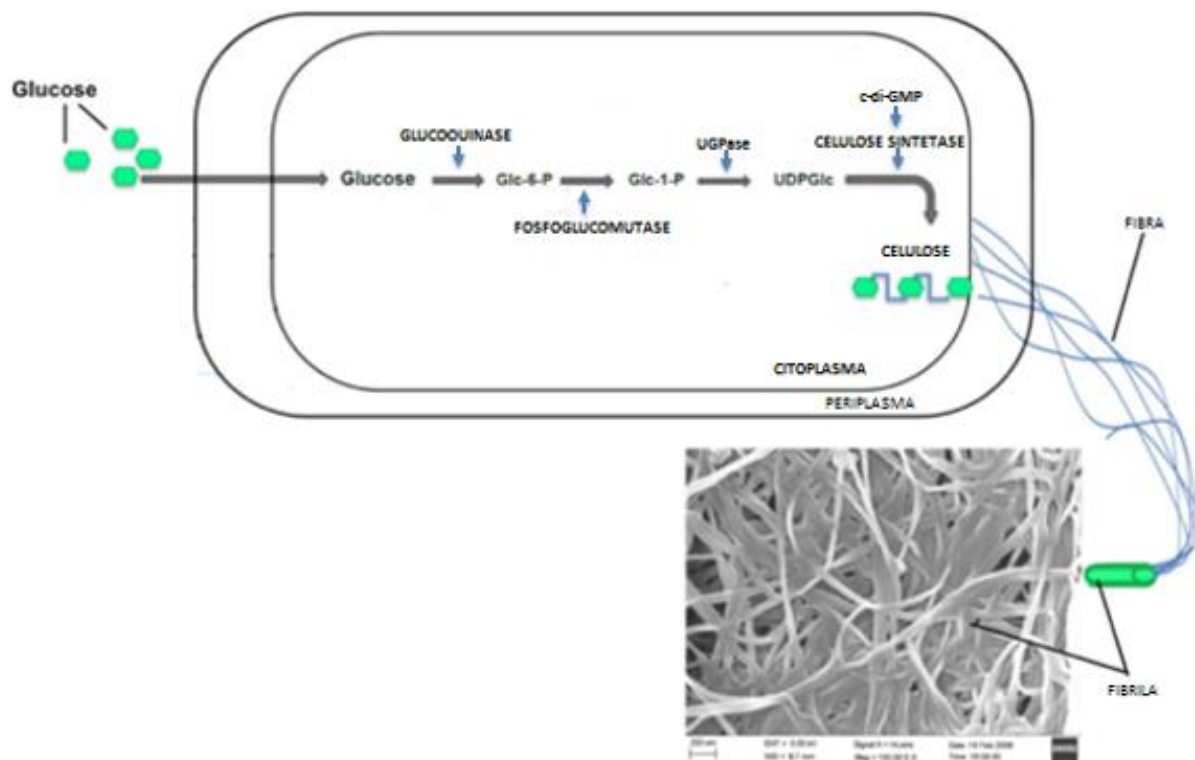 Glucose
c-di-GMP
GLUCOQUINASE
UGPase
CELULOSE SINTETASE
Glucose
Glc-6-P
Glc-1-P
UDPGlc
FOSFOGLUCOMUTASE
FIBRA
CELULOSE
CITOPLASMA
PERIPLASMA
FIBRILA